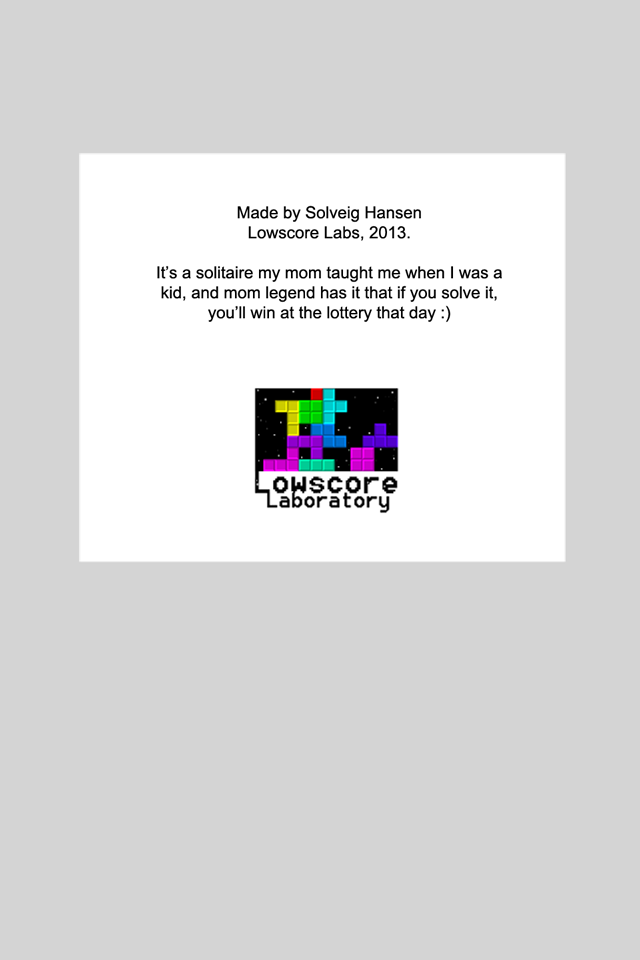 Made by Solveig Hansen
Lowscore Labs, 2013.
It’s a solitaire my mom taught me when I was a
kid, and mom legend has it that if you solve it,
you’ll win at the lottery that day :)
Lowscore
Laboratory